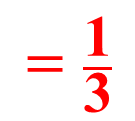 = 1/3